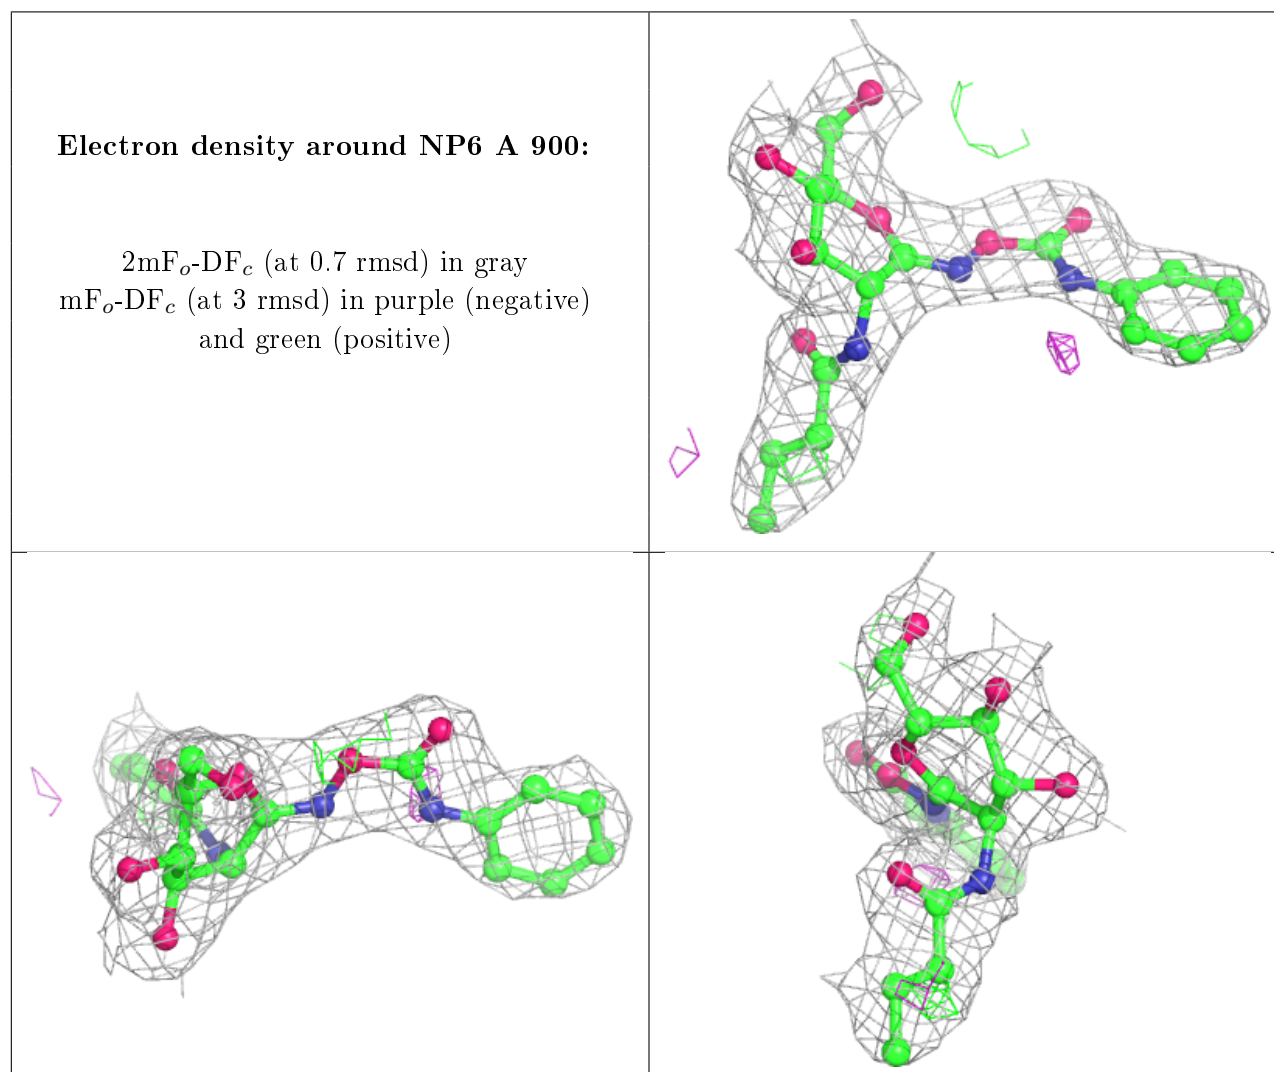 Electron density around NP6 A 900:
2mFₒ-DF𝑐 (at 0.7 rmsd) in gray
mFₒ-DF𝑐 (at 3 rmsd) in purple (negative)
and green (positive)